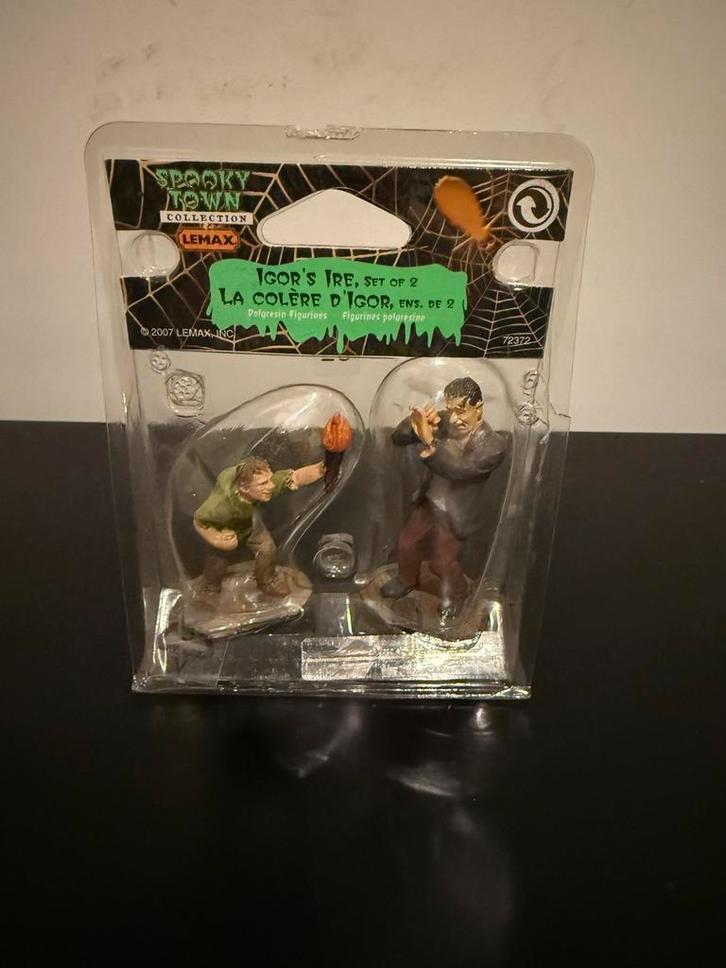 SPOOKY
TOWN
COLLECTION
LEMAX
IGOR'S IRE, SET OF 2
LA COLÈRE D'IGOR, ENS. DE 2
Polyresin Figurines Figurines polyresine
© 2007 LEMAX, INC
72372